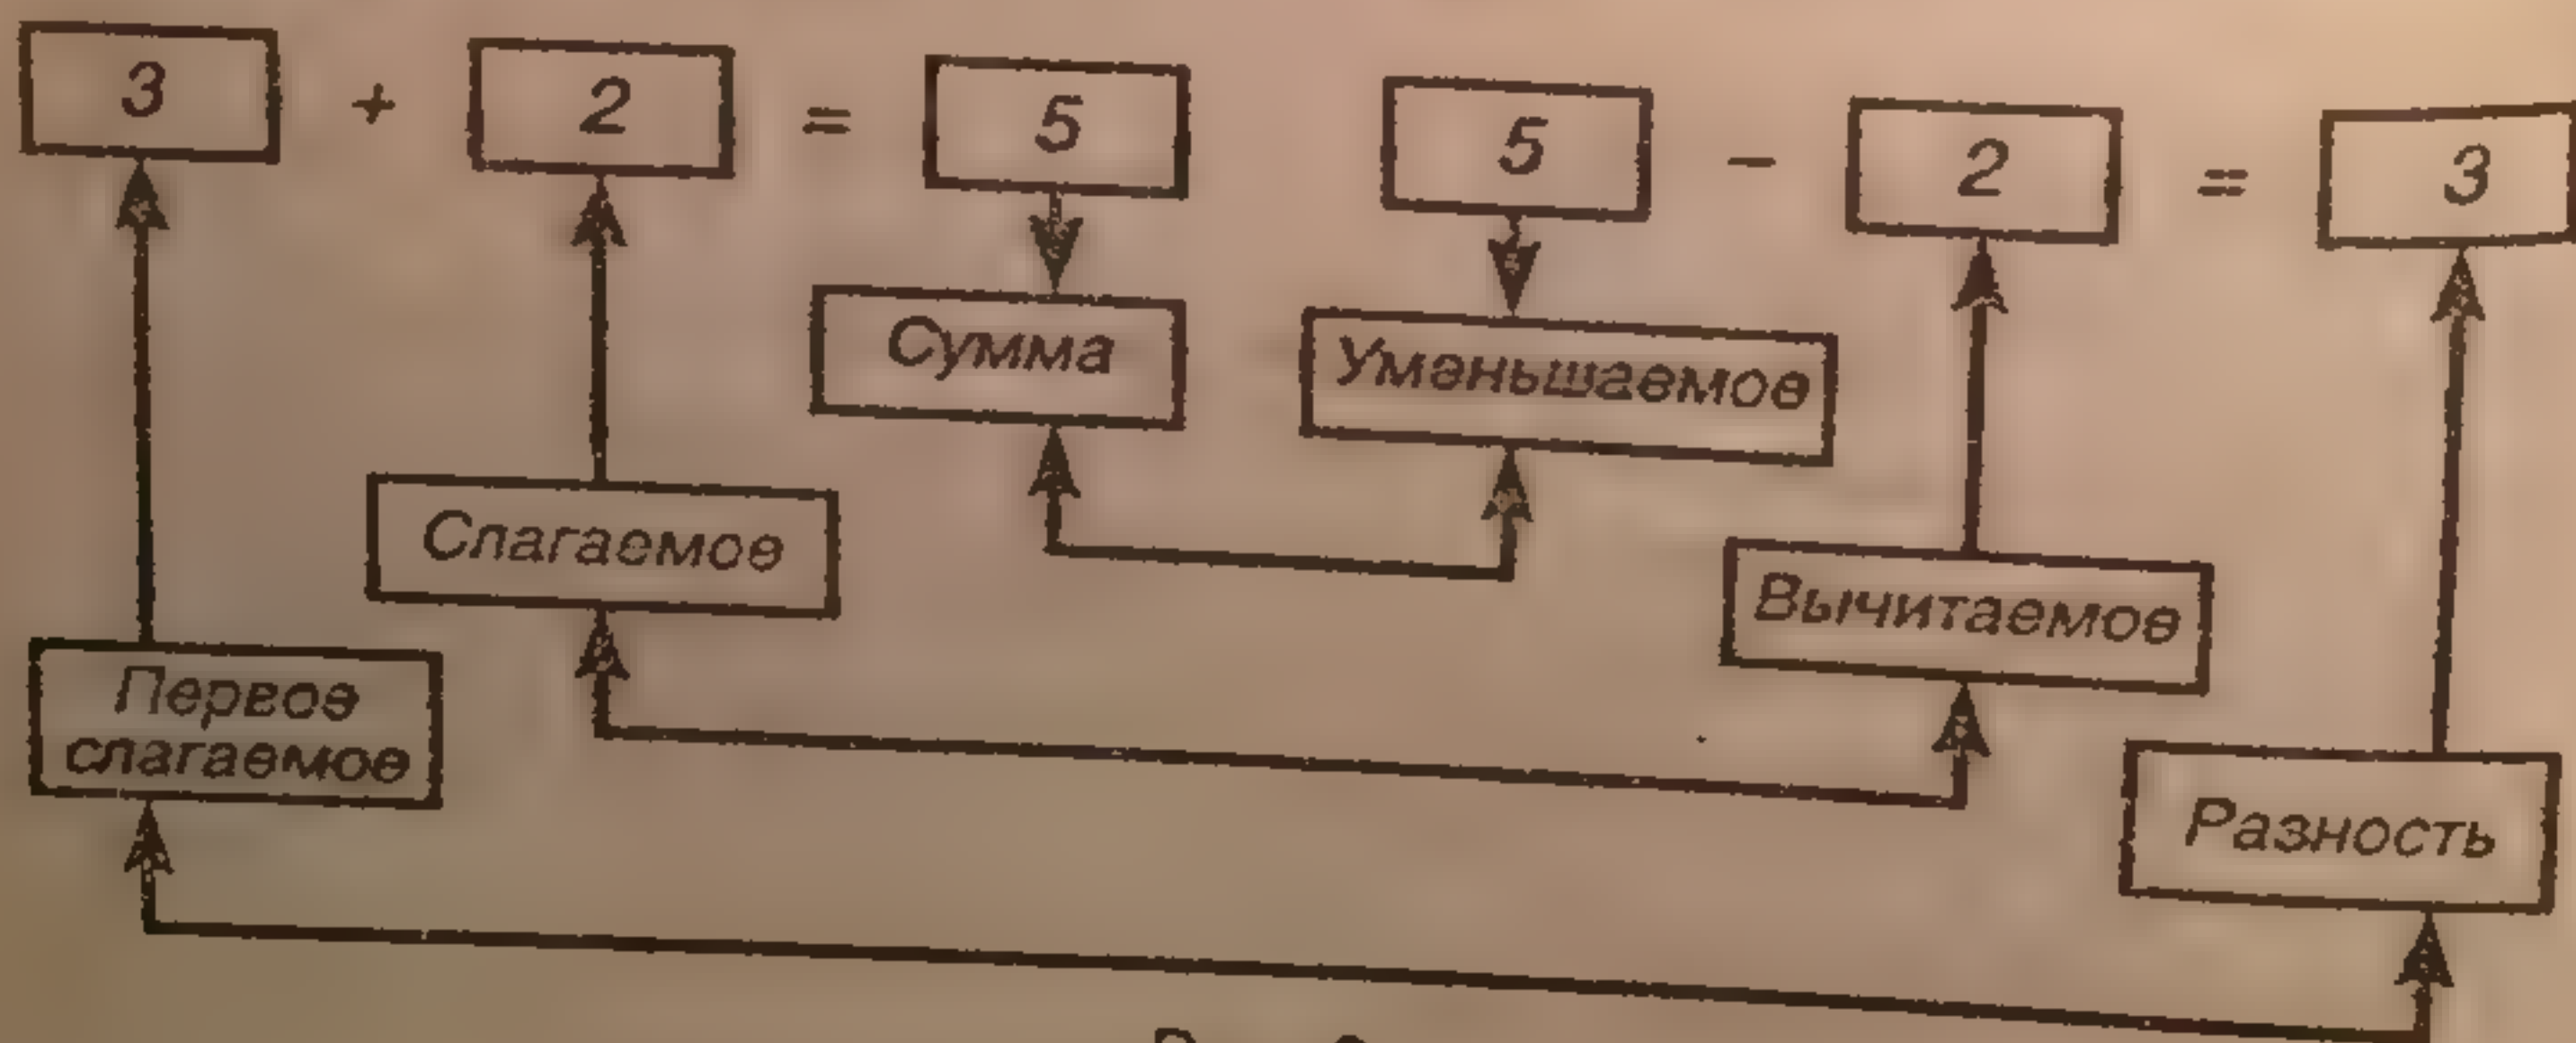 3 + 2 = 5 5 − 2 = 3
Сумма Уменьшаемое
Слагаемое Вычитаемое
Первое
слагаемое
Разность